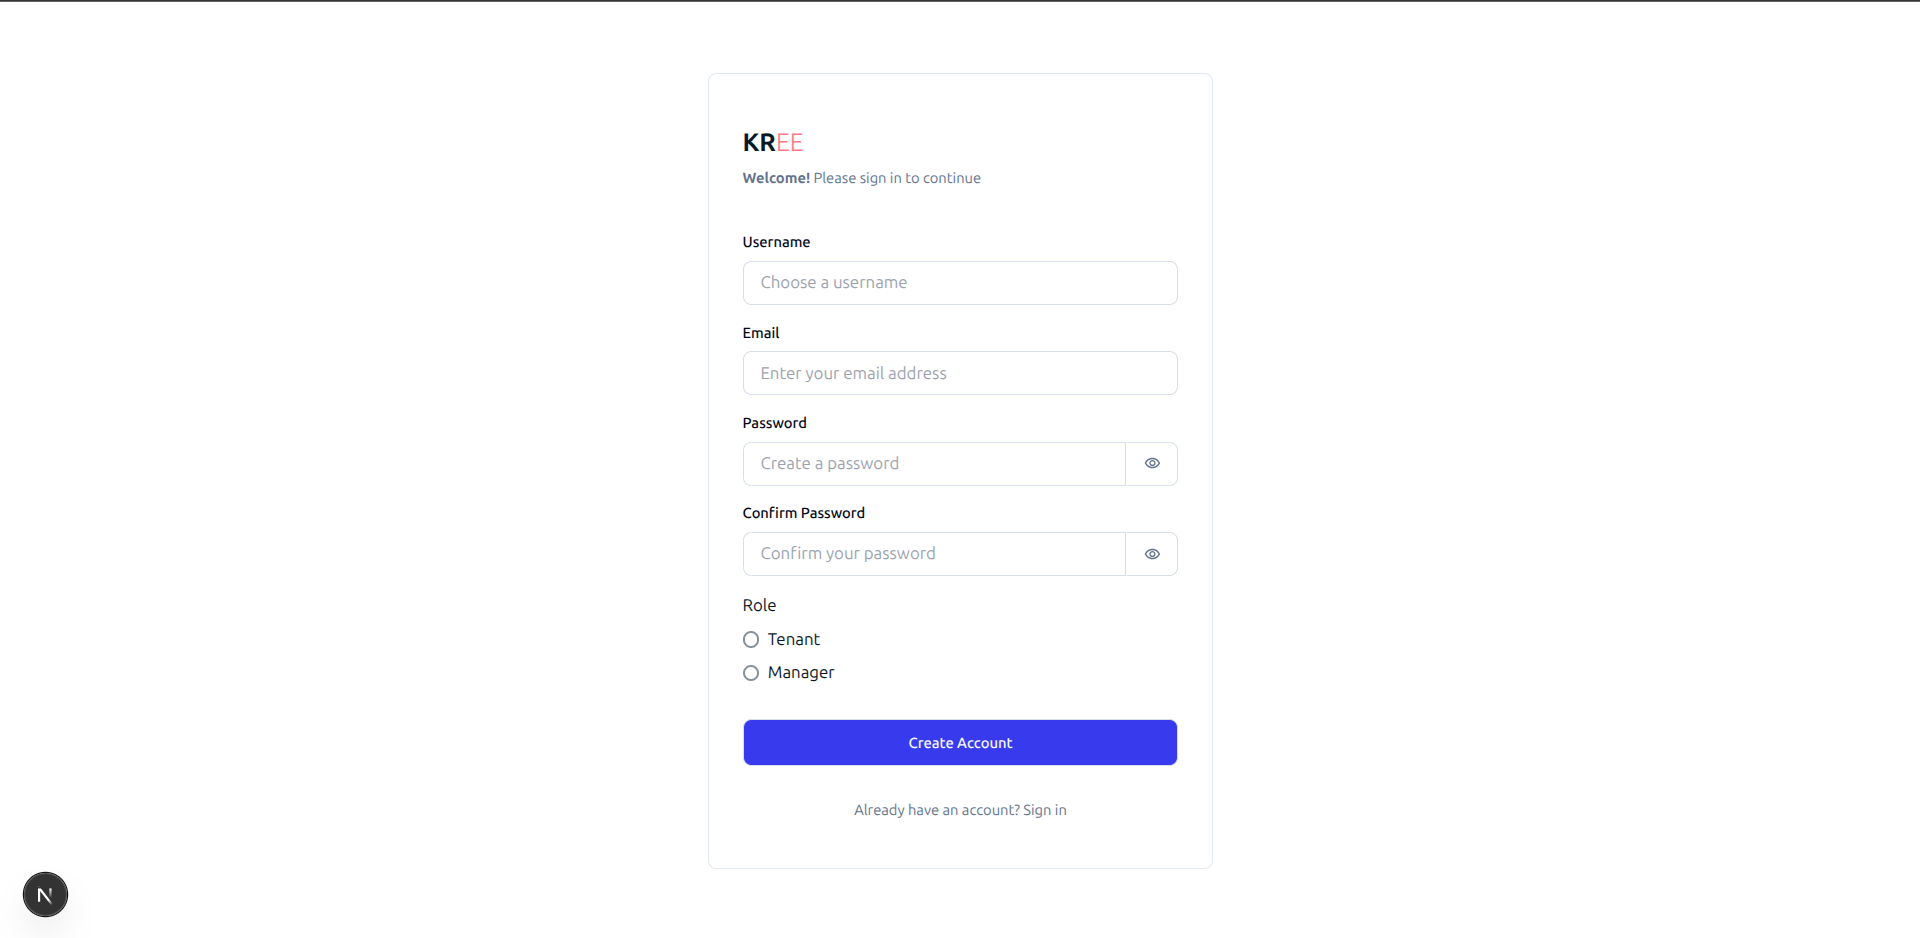 KREE
Welcome! Please sign in to continue
Username
Choose a username
Email
Enter your email address
Password
Create a password
Confirm Password
Confirm your password
Role
Tenant
Manager
Create Account
Already have an account? Sign in
N